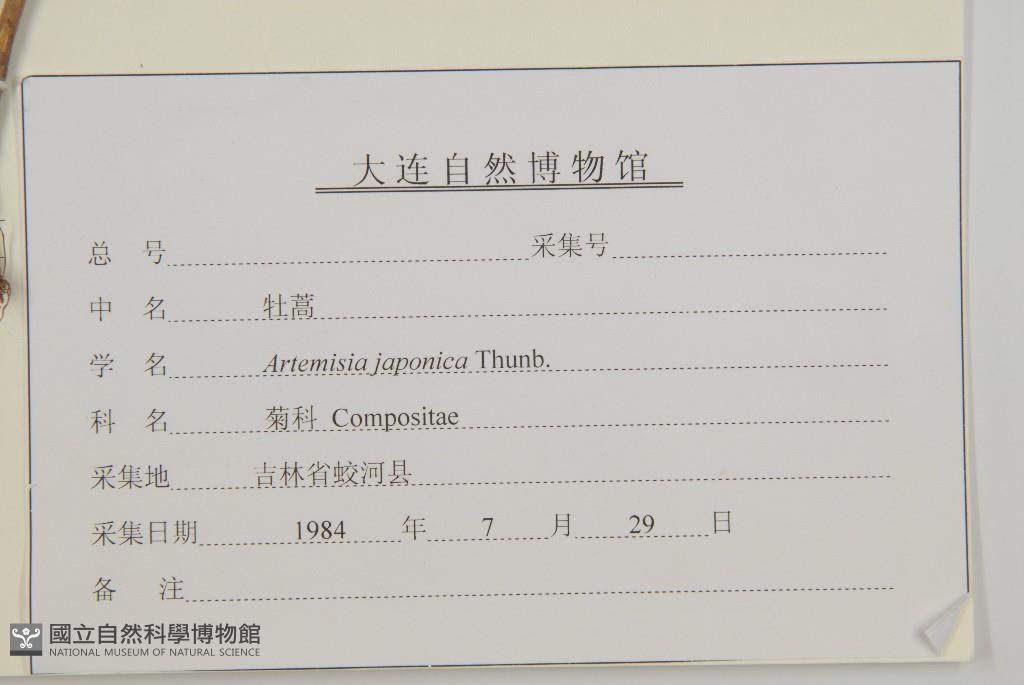 大连自然博物馆
总 号 采集号
中 名 牡蒿
学 名 Artemisia japonica Thunb.
科 名 菊科 Compositae
采集地 吉林省蛟河县
采集日期 1984 年 7 月 29 日
备 注
國立自然科學博物館
NATIONAL MUSEUM OF NATURAL SCIENCE